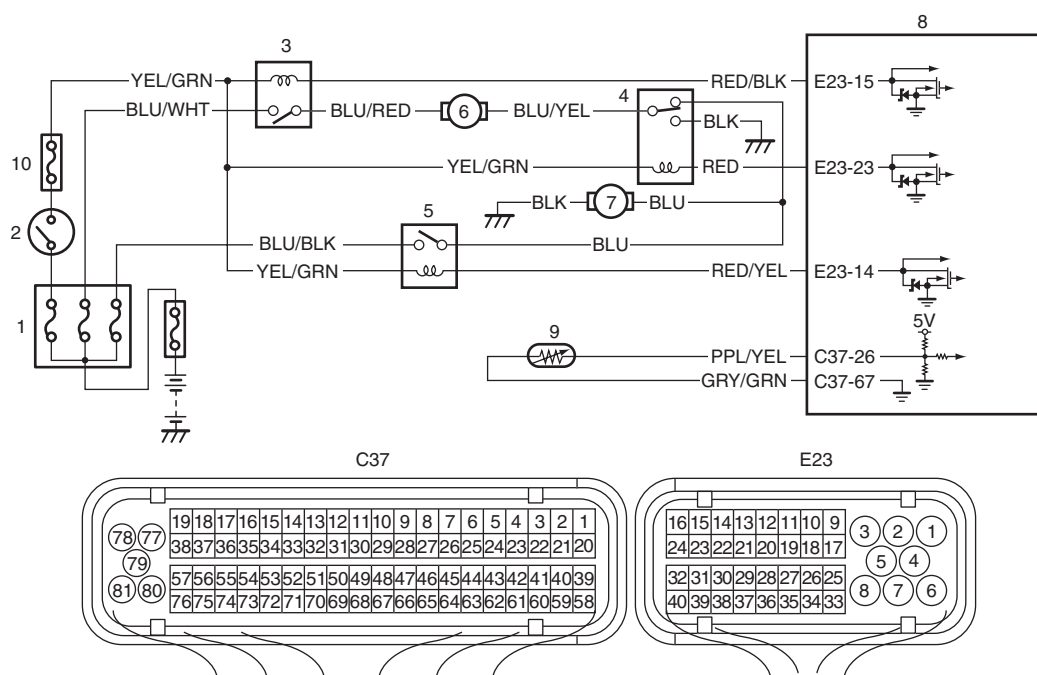 8
3
YEL/GRN RED/BLK E23-15
4
BLU/WHT BLU/RED 6 BLU/YEL
BLK
10
YEL/GRN RED E23-23
BLK 7 BLU
2 5
BLU/BLK BLU
YEL/GRN RED/YEL E23-14
1
5V
9
PPL/YEL C37-26
GRY/GRN C37-67
C37 E23
19 18 17 16 15 14 13 12 11 10 9 8 7 6 5 4 3 2 1
38 37 36 35 34 33 32 31 30 29 28 27 26 25 24 23 22 21 20
57 56 55 54 53 52 51 50 49 48 47 46 45 44 43 42 41 40 39
76 75 74 73 72 71 70 69 68 67 66 65 64 63 62 61 60 59 58
78 77
79
81 80
16 15 14 13 12 11 10 9
24 23 22 21 20 19 18 17
32 31 30 29 28 27 26 25
40 39 38 37 36 35 34 33
3 2 1
5 4
8 7 6